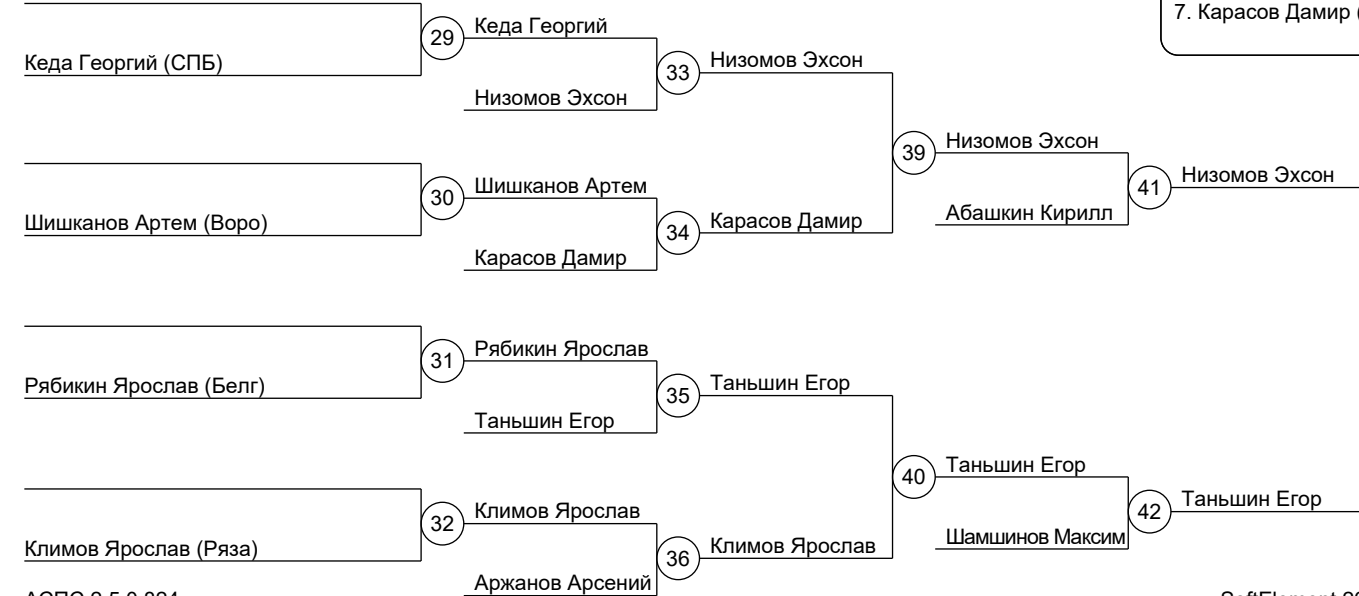 7. Карасов Дамир (
29
Кеда Георгий
Кеда Георгий (СПБ)
33
Низомов Эхсон
Низомов Эхсон
39
Низомов Эхсон
30
Шишканов Артем
41
Низомов Эхсон
Шишканов Артем (Воро)
34
Карасов Дамир
Абашкин Кирилл
Карасов Дамир
31
Рябикин Ярослав
Рябикин Ярослав (Белг)
35
Таньшин Егор
Таньшин Егор
40
Таньшин Егор
32
Климов Ярослав
42
Таньшин Егор
Климов Ярослав (Ряза)
36
Климов Ярослав
Шамшинов Максим
Аржанов Арсений